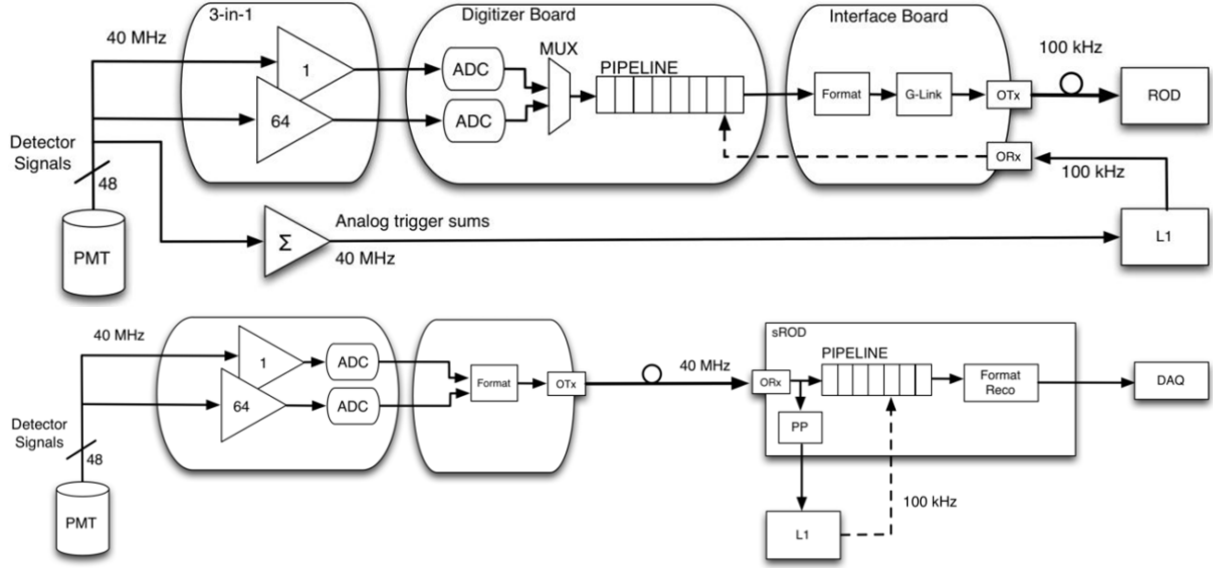 3-in-1
Digitizer Board
Interface Board
40 MHz
1
64
ADC
ADC
MUX
PIPELINE
Format
G-Link
OTx
100 kHz
ROD
ORx
100 kHz
Detector
Signals
48
PMT
Σ
Analog trigger sums
40 MHz
L1
40 MHz
1
64
ADC
ADC
Format
OTx
40 MHz
sROD
ORx
PIPELINE
Format
Reco
DAQ
PP
Detector
Signals
48
PMT
100 kHz
L1